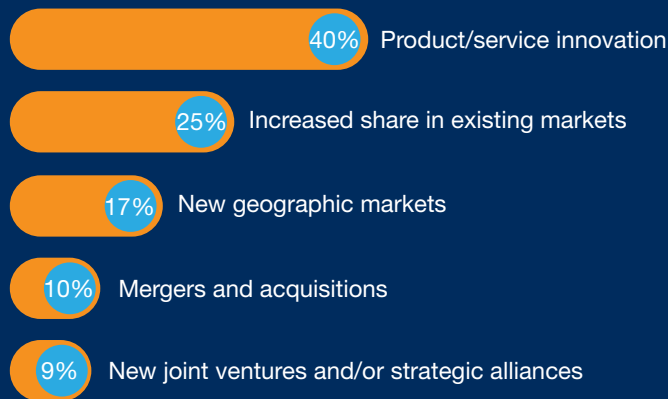 40% Product/service innovation
25% Increased share in existing markets
17% New geographic markets
10% Mergers and acquisitions
9% New joint ventures and/or strategic alliances